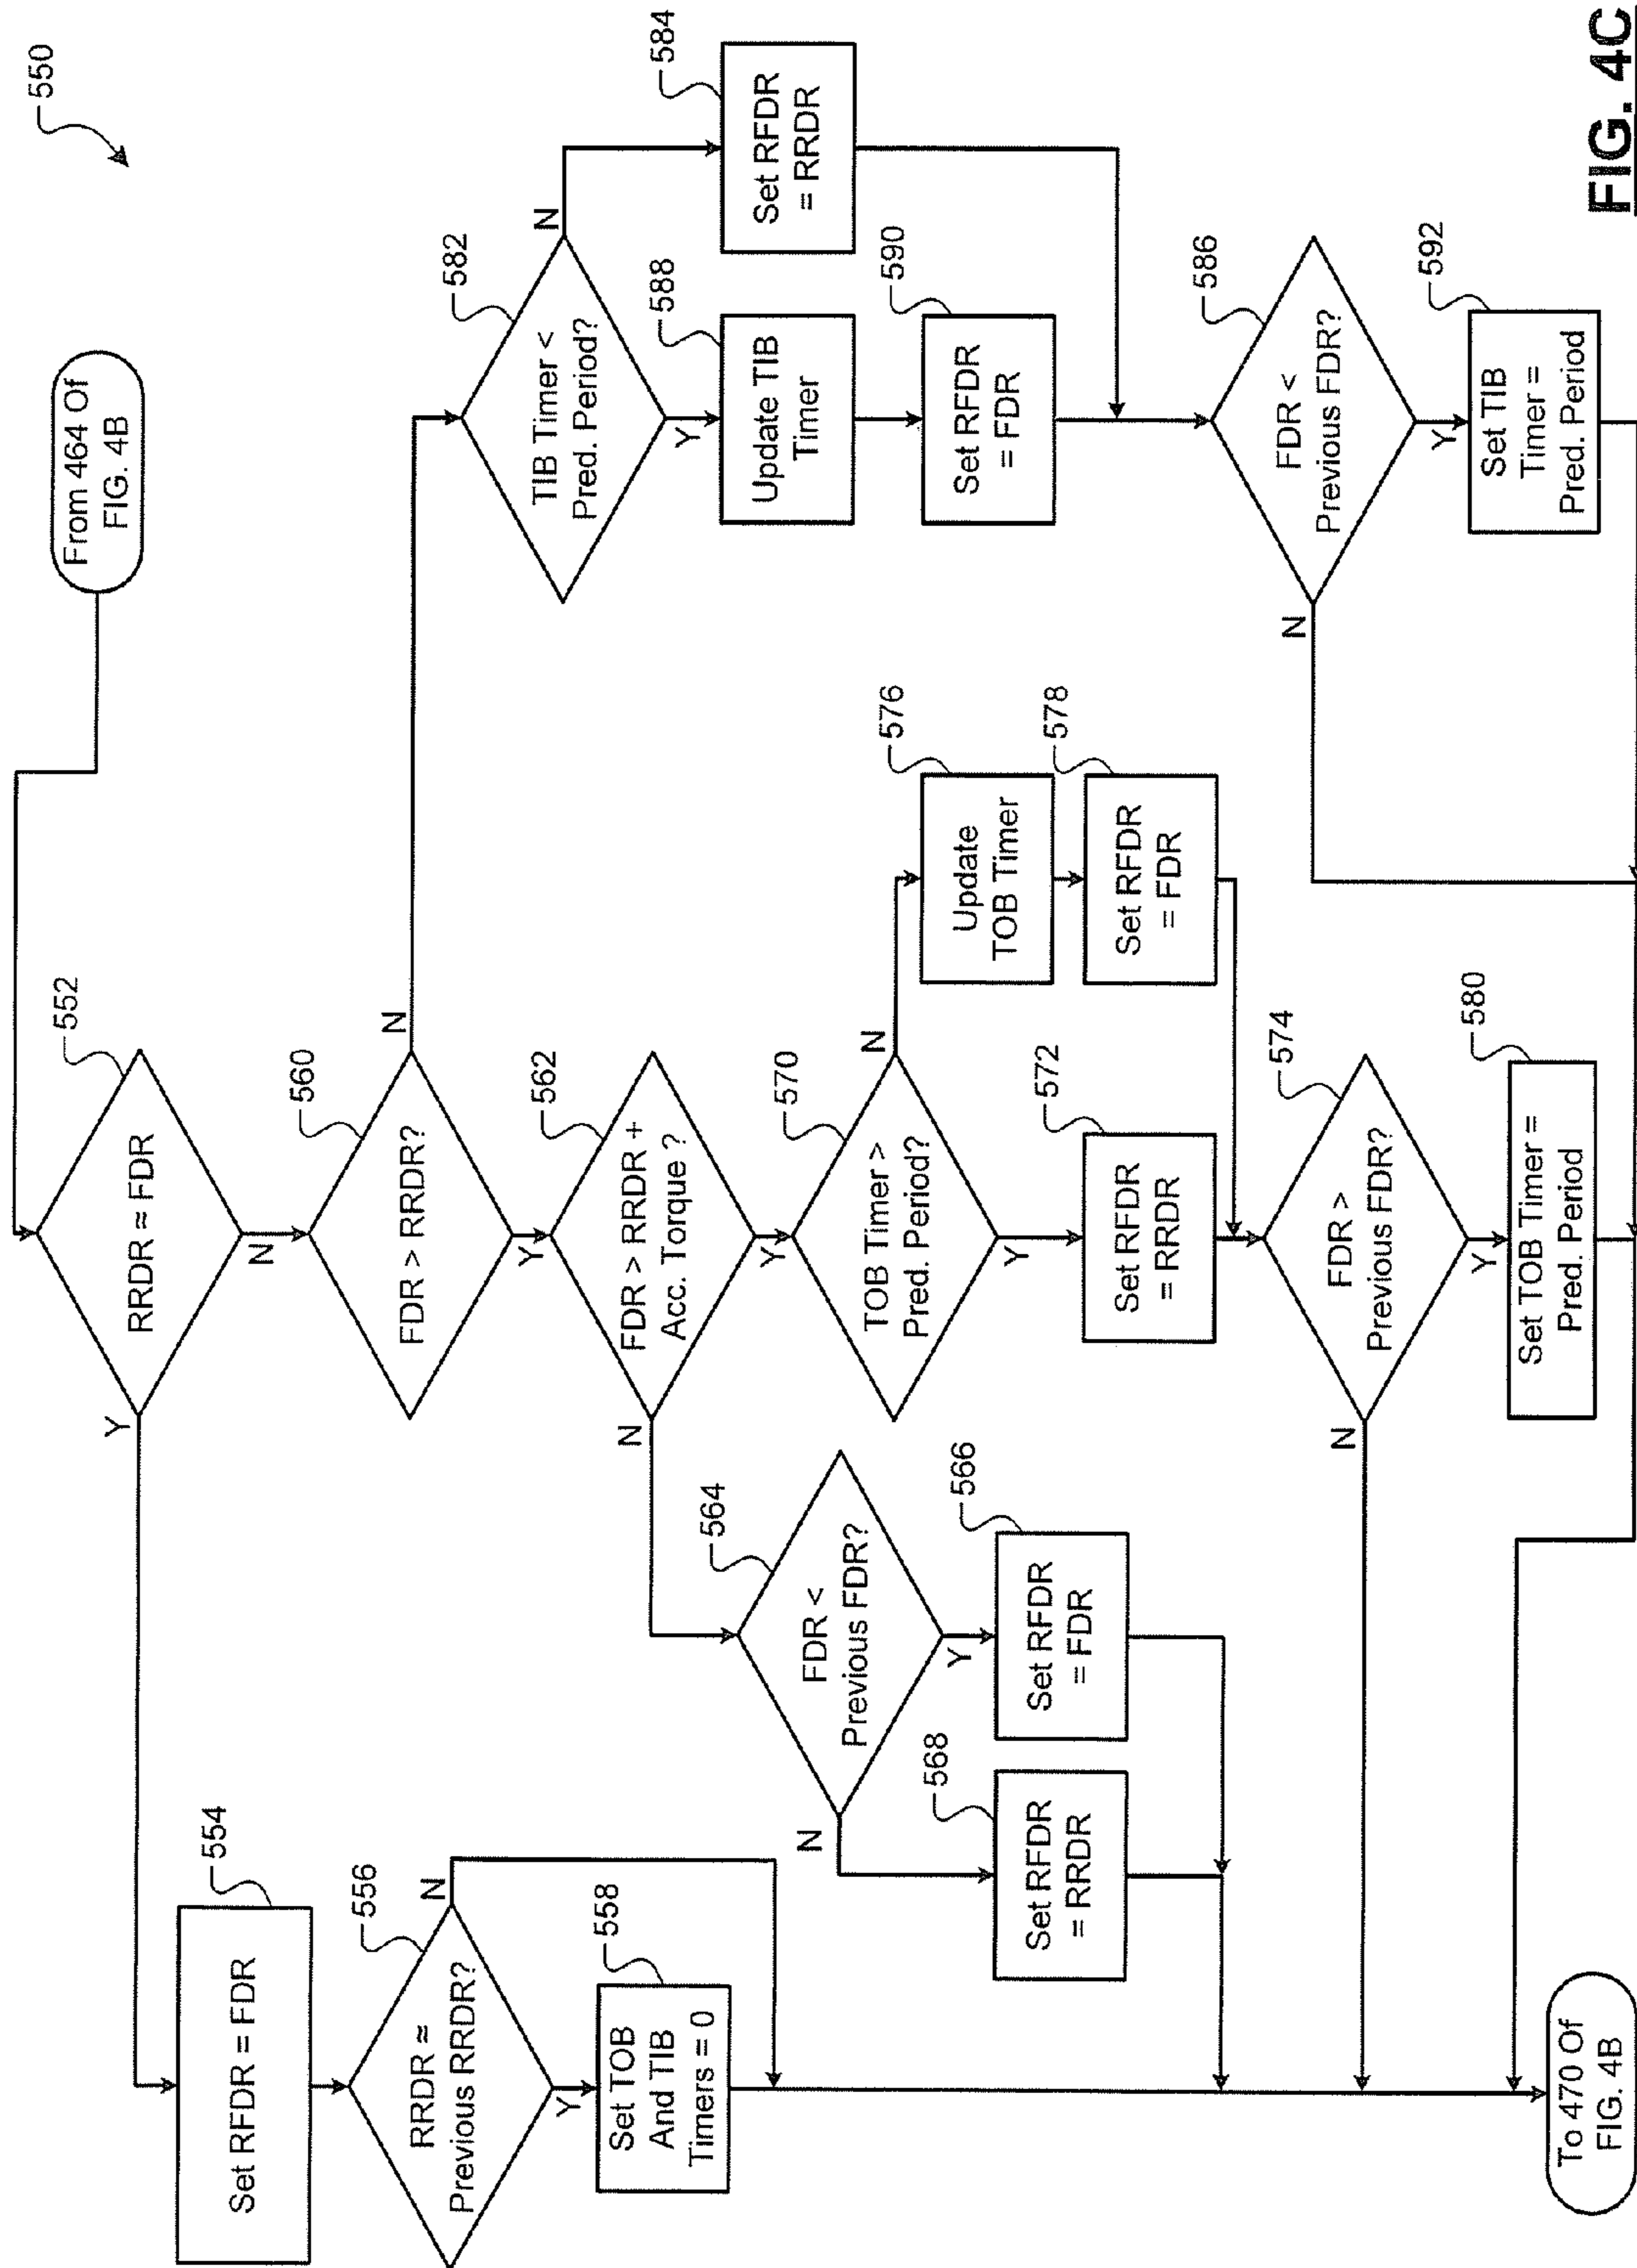 550
From 464 Of
FIG. 4B
552
RRDR ≈ FDR
Y
N
554
Set RFDR = FDR
556
RRDR ≈
Previous RRDR?
N
Y
558
Set TOB
And TIB
Timers = 0
560
FDR > RRDR?
N
Y
562
FDR > RRDR +
Acc. Torque ?
N
Y
564
FDR <
Previous FDR?
N
Y
566
Set RFDR
= FDR
568
Set RFDR
= RRDR
570
TOB Timer >
Pred. Period?
N
Y
572
Set RFDR
= RRDR
576
Update
TOB Timer
578
Set RFDR
= FDR
574
FDR >
Previous FDR?
N
Y
580
Set TOB Timer =
Pred. Period
582
TIB Timer <
Pred. Period?
N
Y
584
Set RFDR
= RRDR
588
Update TIB
Timer
590
Set RFDR
= FDR
586
FDR <
Previous FDR?
N
Y
592
Set TIB
Timer =
Pred. Period
To 470 Of
FIG. 4B
FIG. 4C